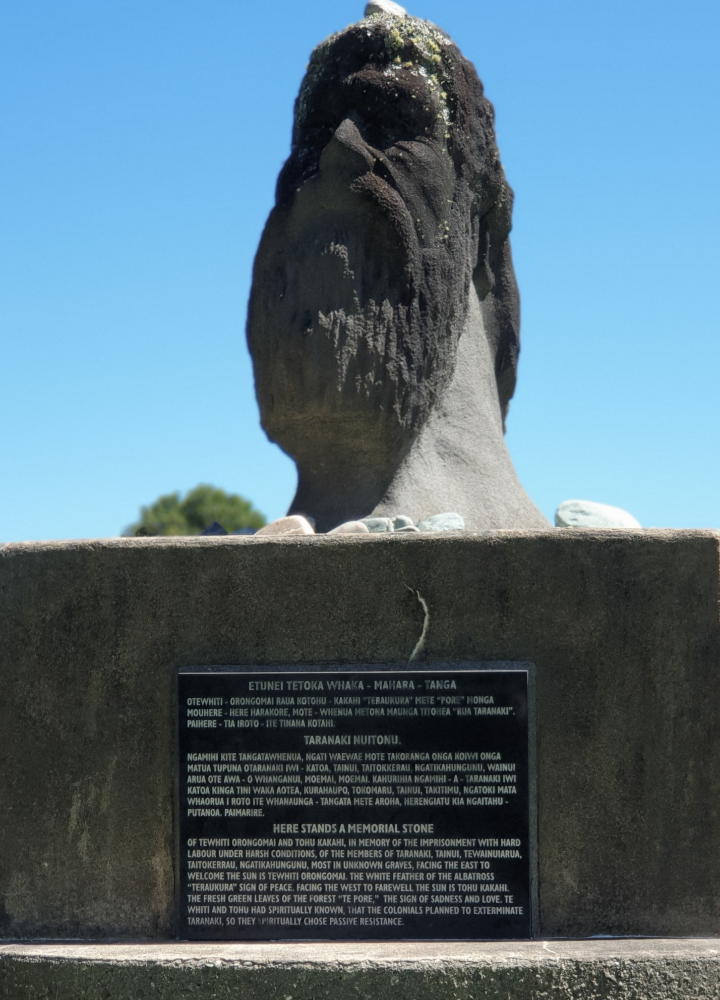 ETUNEI TETOKA WHAKA - MAHARA - TANGA
OTEWHITI - ORONGOMAI RAUA KOTOHU - KAKAHI "TERAUKURA" METE "PORE" MONGA
MOUHERE - HERE HARAKORE, MOTE - WHENUA METONA MAUNGA TITOHEA "RUA TARANAKI".
PAIHERE - TIA IROTO - ITE TINANA KOTAHI.
TARANAKI NUITONU.
NGAMIHI KITE TANGATAWHENUA, NGATI WAEWAE MOTE TAKORANGA ONGA KOIWI ONGA
MATUA TUPUNA OTARANAKI IWI - KATOA, TAINUI, TAITOKKERAU, NGATIKAHUNGUNU, WAINUI
ARUA OTE AWA - O WHANGANUI, MOEMAI, MOEMAI. KAHURIHIA NGAMIHI - A - TARANAKI IWI
KATOA KINGA TINI WAKA AOTEA, KURAHAUPO, TOKOMARU, TAINUI, TAKITIMU, NGATOKI MATA
WHAORUA I ROTO ITE WHANAUNGA - TANGATA METE AROHA, HERENGIATU KIA NGAITAHU -
PUTANOA. PAIMARIRE.
HERE STANDS A MEMORIAL STONE
OF TEWHITI ORONGOMAI AND TOHU KAKAHI, IN MEMORY OF THE IMPRISONMENT WITH HARD
LABOUR UNDER HARSH CONDITIONS, OF THE MEMBERS OF TARANAKI, TAINUI, TEWAINUIARUA,
TAITOKERRAU, NGATIKAHUNGUNU, MOST IN UNKNOWN GRAVES, FACING THE EAST TO
WELCOME THE SUN IS TEWHITI ORONGOMAI. THE WHITE FEATHER OF THE ALBATROSS
"TERAUKURA" SIGN OF PEACE. FACING THE WEST TO FAREWELL THE SUN IS TOHU KAKAHI.
THE FRESH GREEN LEAVES OF THE FOREST "TE PORE," THE SIGN OF SADNESS AND LOVE. TE
WHITI AND TOHU HAD SPIRITUALLY KNOWN, THAT THE COLONIALS PLANNED TO EXTERMINATE
TARANAKI, SO THEY SPIRITUALLY CHOSE PASSIVE RESISTANCE.